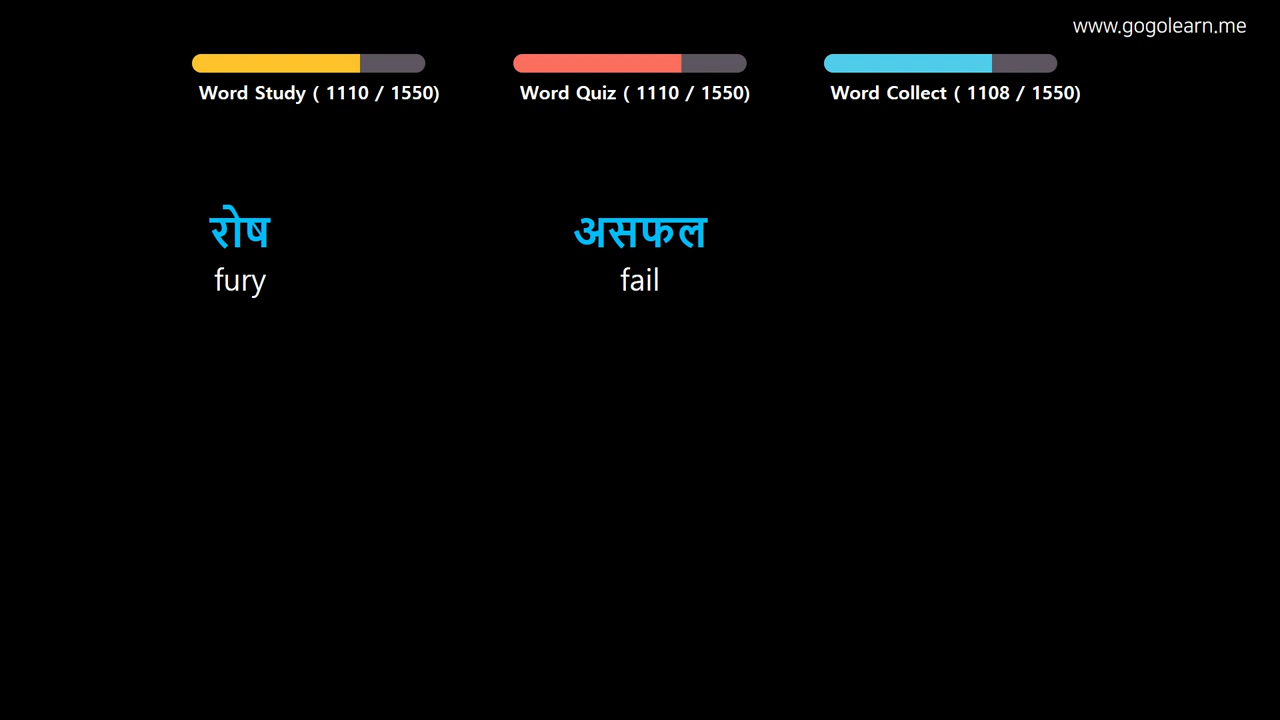 www.gogolearn.me
Word Study ( 1110 / 1550)
Word Quiz ( 1110 / 1550)
Word Collect ( 1108 / 1550)
रोष
fury
असफल
fail